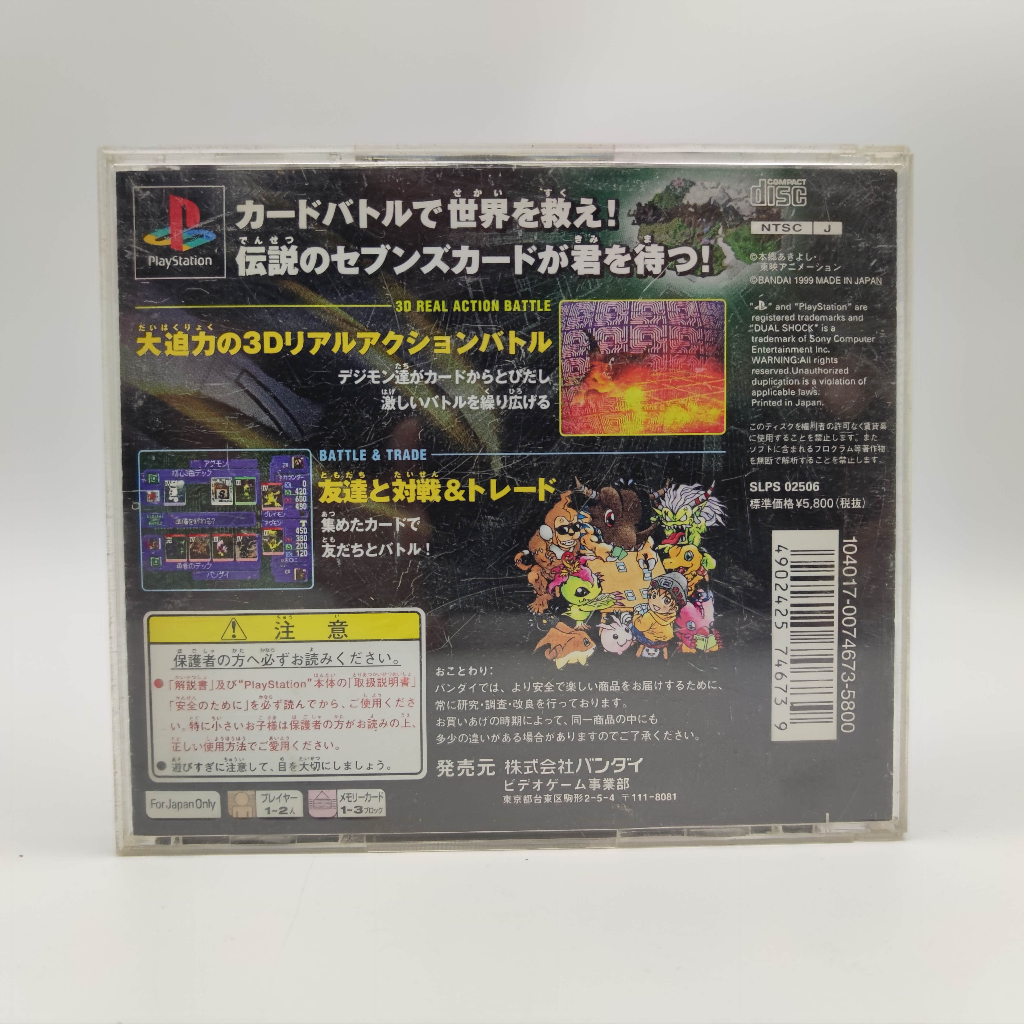 PlayStation
カードバトルで世界を救え!
伝説のセブンズカードが君を待つ!
COMPACT
disc
NTSC J
©本郷あきよし・
東映アニメーション
©BANDAI 1999 MADE IN JAPAN
" " and "PlayStation" are
registered trademarks and
"DUAL SHOCK" is a
trademark of Sony Computer
Entertainment Inc.
WARNING:All rights
reserved.Unauthorized
duplication is a violation of
applicable laws.
Printed in Japan.
このディスクを権利者の許可なく賃貸業
に使用することを禁止します。また
ソフトに含まれるプログラム等著作物
を無断で解析することを禁止します。
SLPS 02506
標準価格¥5,800(税抜)
3D REAL ACTION BATTLE
大迫力の3Dリアルアクションバトル
デジモン達がカードからとびだし
激しいバトルを繰り広げる
BATTLE & TRADE
友達と対戦&トレード
集めたカードで
友だちとバトル!
アグモン
グレイモン
アグモン
バンダイ
注意
保護者の方へ必ずお読みください。
●「解説書」及び"PlayStation"本体の「取扱説明書」
「安全のために」を必ず読んでから、ご使用くださ
い。特に小さいお子様は保護者の方がお読みの上、
正しい使用方法でご愛用ください。
●遊びすぎに注意して、目を大切にしましょう。
For Japan Only
プレイヤー
1-2人
メモリーカード
1-3ブロック
おことわり:
バンダイでは、より安全で楽しい商品をお届けするために、
常に研究・調査・改良を行っております。
お買いあげの時期によって、同一商品の中にも
多少の違いがある場合がありますのでご了承ください。
発売元 株式会社バンダイ
ビデオゲーム事業部
東京都台東区駒形2-5-4 〒111-8081
4902425 746739
104017-0074673-5800